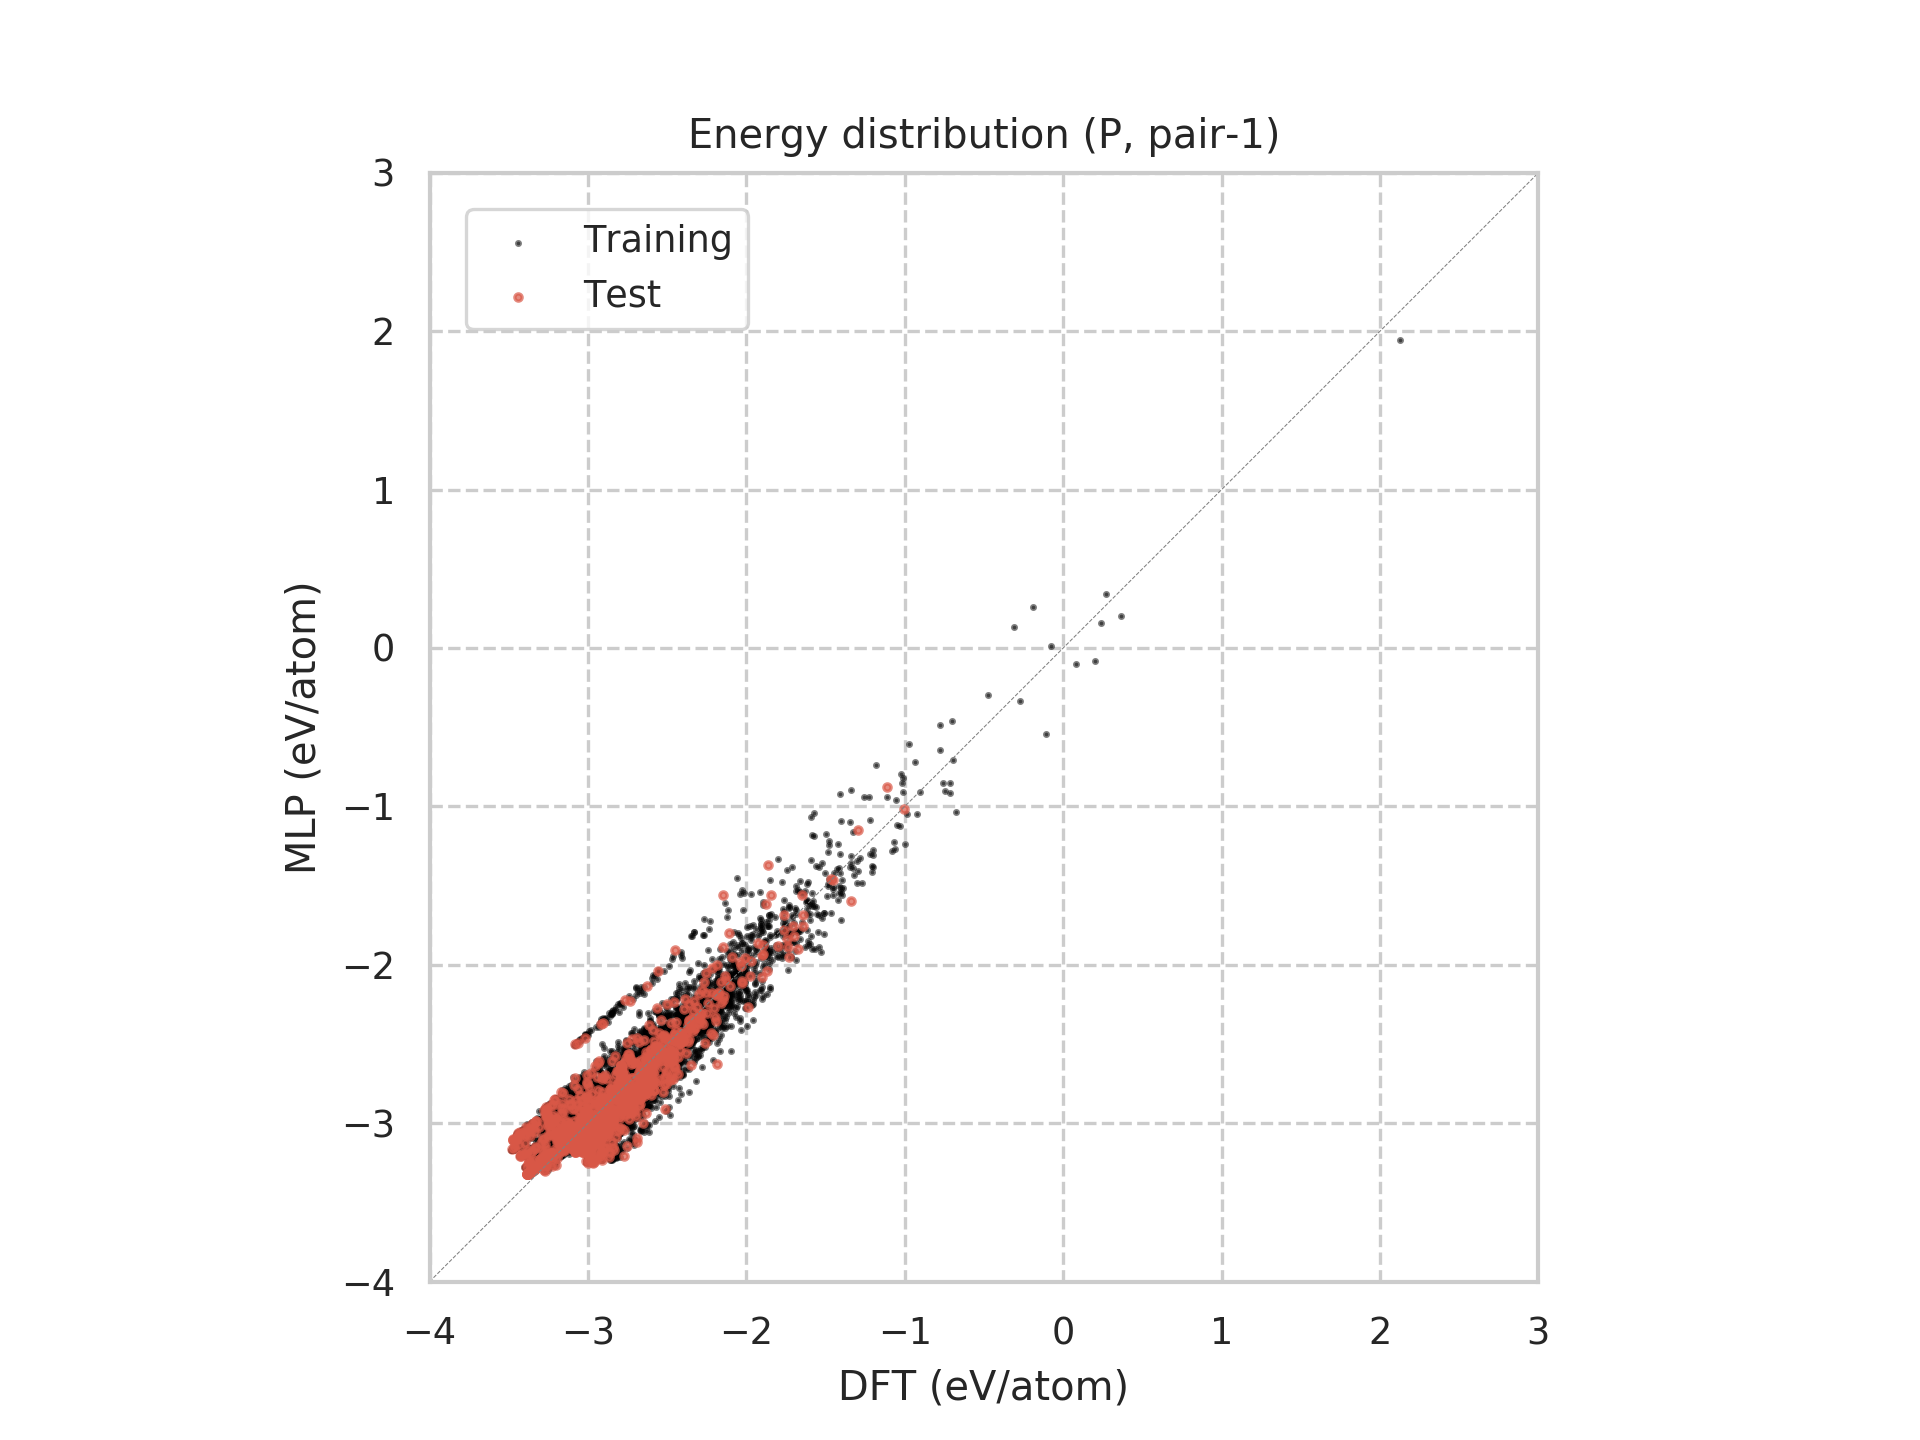 Energy distribution (P, pair-1)
3
2
1
0
−1
−2
−3
−4
Training
Test
MLP (eV/atom)
−4 −3 −2 −1 0 1 2 3
DFT (eV/atom)